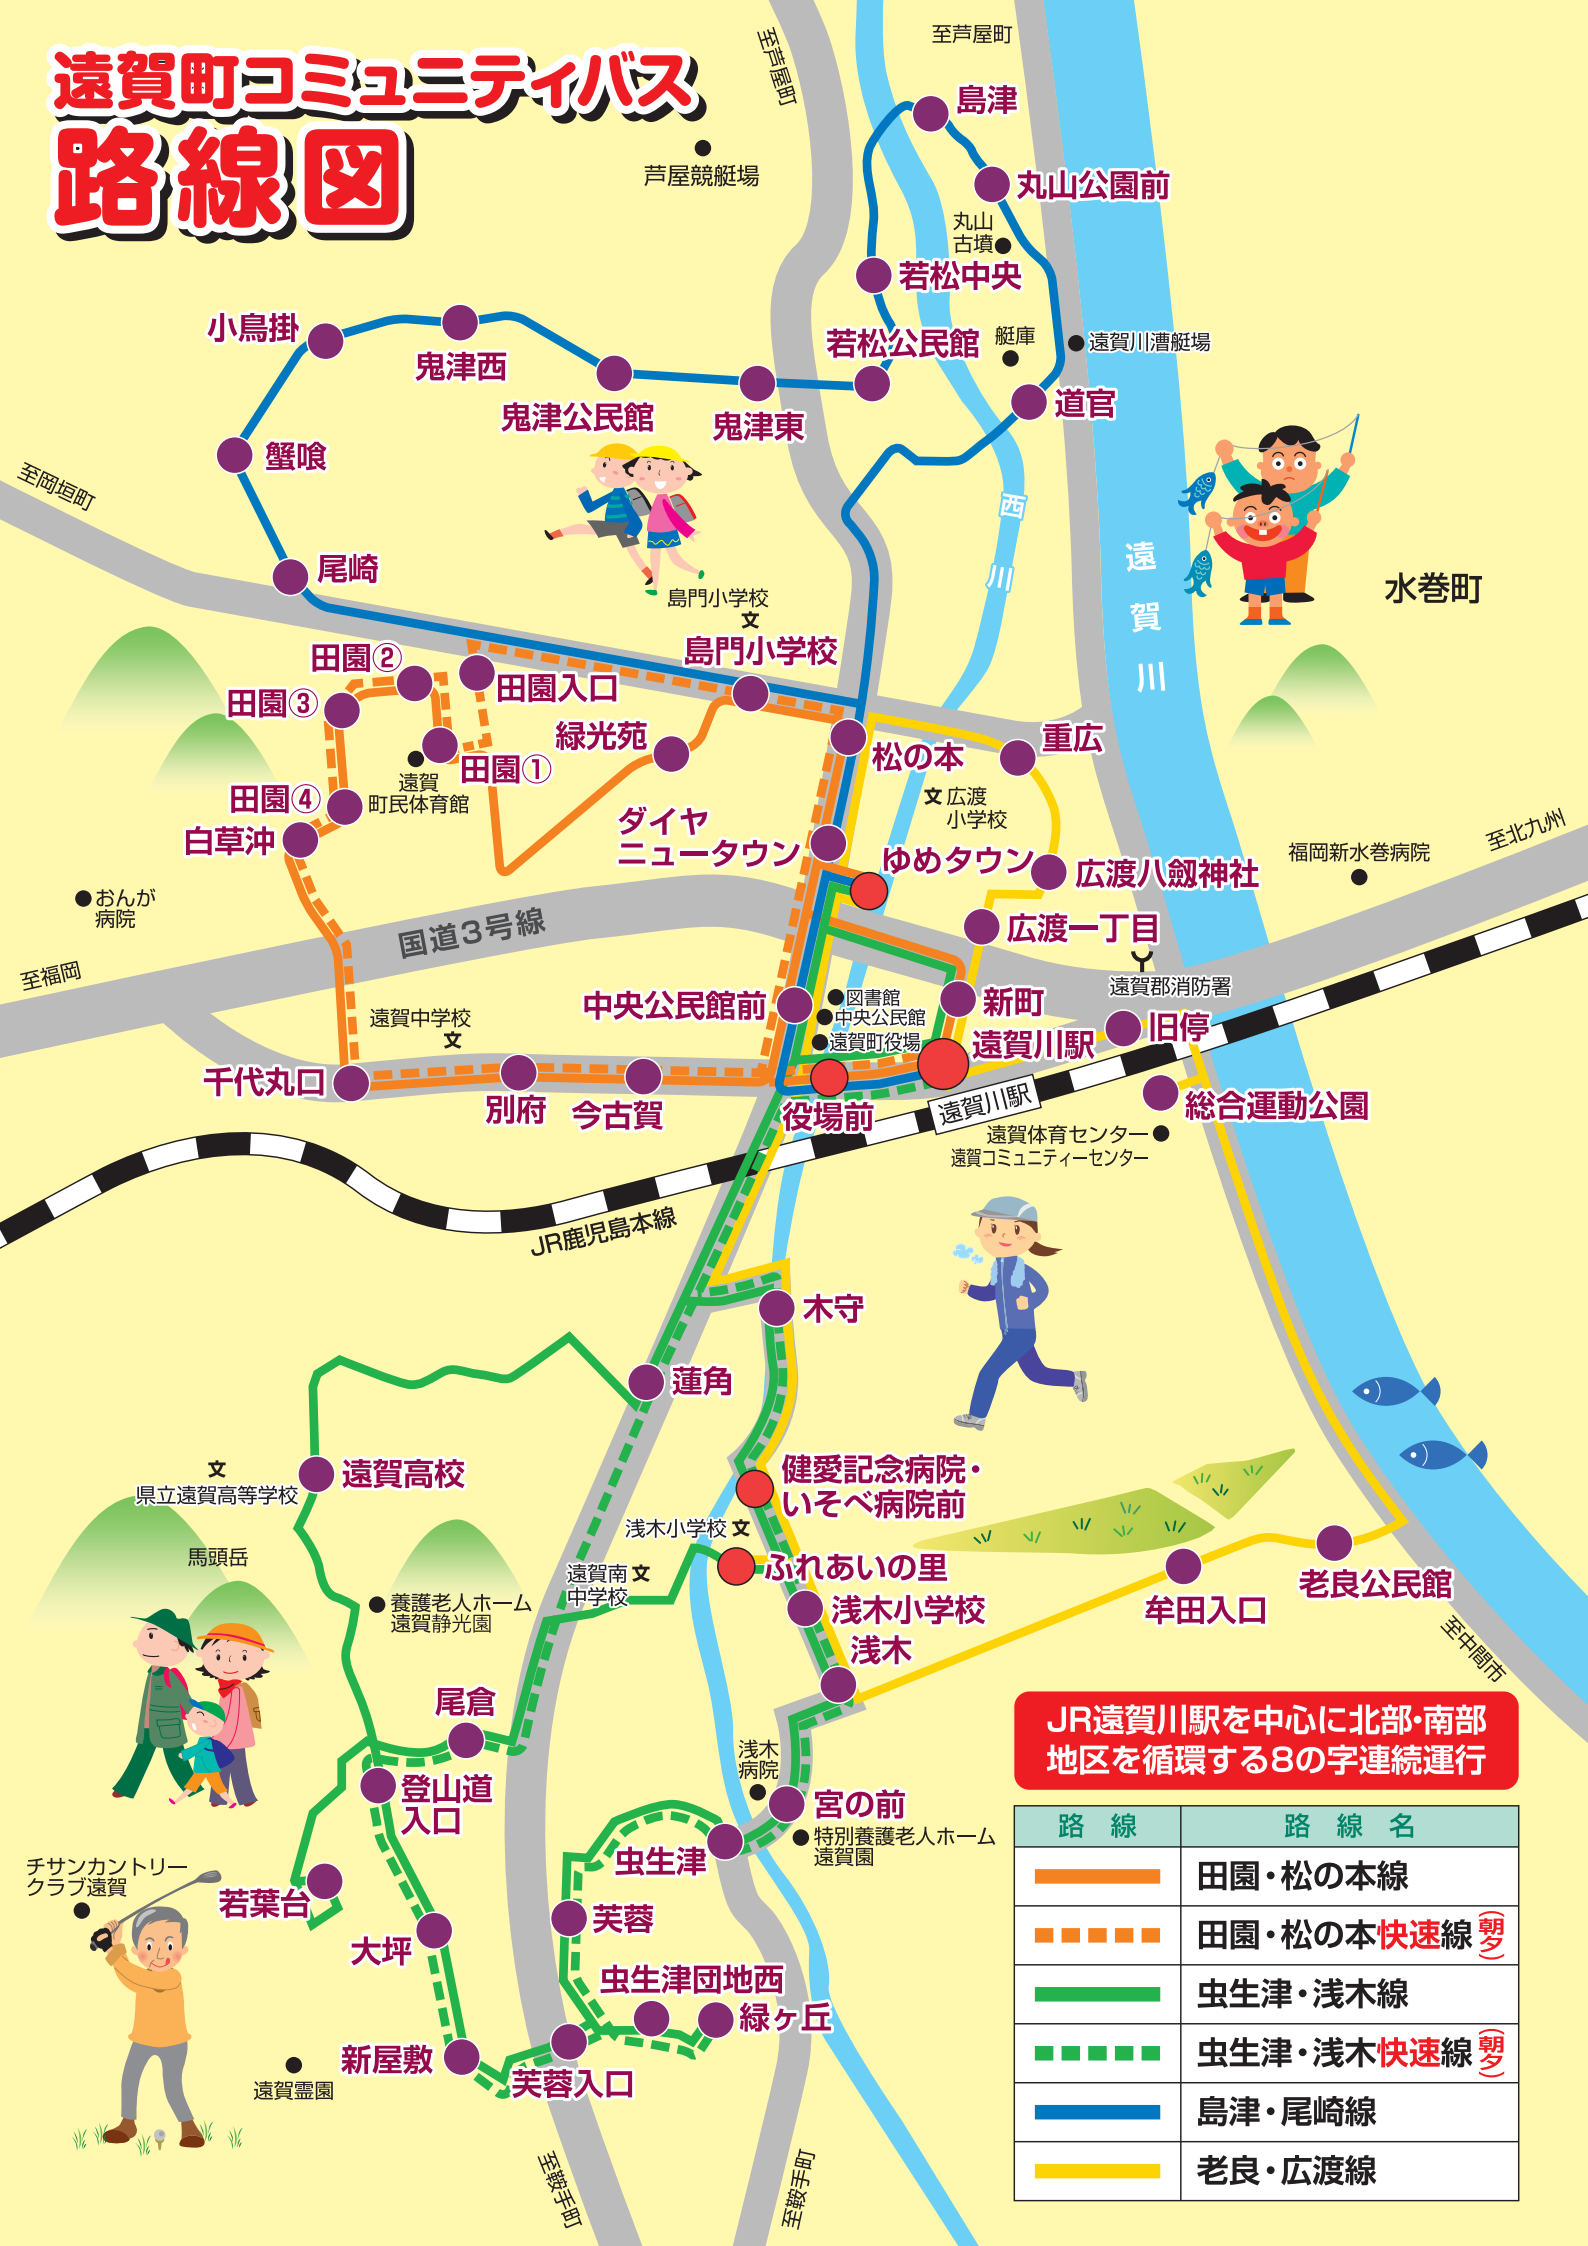 遠賀町コミュニティバス
路線図
至芦屋町
至芦屋町
島津
芦屋競艇場
丸山公園前
丸山
古墳
若松中央
小鳥掛
鬼津西
若松公民館
艇庫
遠賀川漕艇場
鬼津公民館
鬼津東
道官
蟹喰
至岡垣町
西
川
遠
賀
川
水巻町
尾崎
島門小学校
文
島門小学校
田園②
田園入口
田園③
緑光苑
松の本
重広
田園①
遠賀
町民体育館
田園④
白草沖
文広渡
小学校
ダイヤ
ニュータウン
ゆめタウン
広渡八劔神社
福岡新水巻病院
至北九州
おんが
病院
国道3号線
広渡一丁目
至福岡
遠賀郡消防署
中央公民館前
図書館
中央公民館
遠賀町役場
新町
遠賀川駅
旧停
遠賀中学校
文
千代丸口
別府
今古賀
役場前
遠賀川駅
総合運動公園
遠賀体育センター
遠賀コミュニティーセンター
JR鹿児島本線
木守
蓮角
文
県立遠賀高等学校
遠賀高校
健愛記念病院・
いそべ病院前
浅木小学校文
馬頭岳
遠賀南文
中学校
ふれあいの里
養護老人ホーム
遠賀静光園
浅木小学校
浅木
牟田入口
老良公民館
至中間市
尾倉
浅木
病院
登山道
入口
宮の前
特別養護老人ホーム
遠賀園
虫生津
チサンカントリー
クラブ遠賀
若葉台
芙蓉
大坪
虫生津団地西
緑ヶ丘
新屋敷
芙蓉入口
遠賀霊園
至鞍手町
至鞍手町
JR遠賀川駅を中心に北部・南部
地区を循環する8の字連続運行
路線 路線名
田園・松の本線
田園・松の本快速線(朝夕)
虫生津・浅木線
虫生津・浅木快速線(朝夕)
島津・尾崎線
老良・広渡線